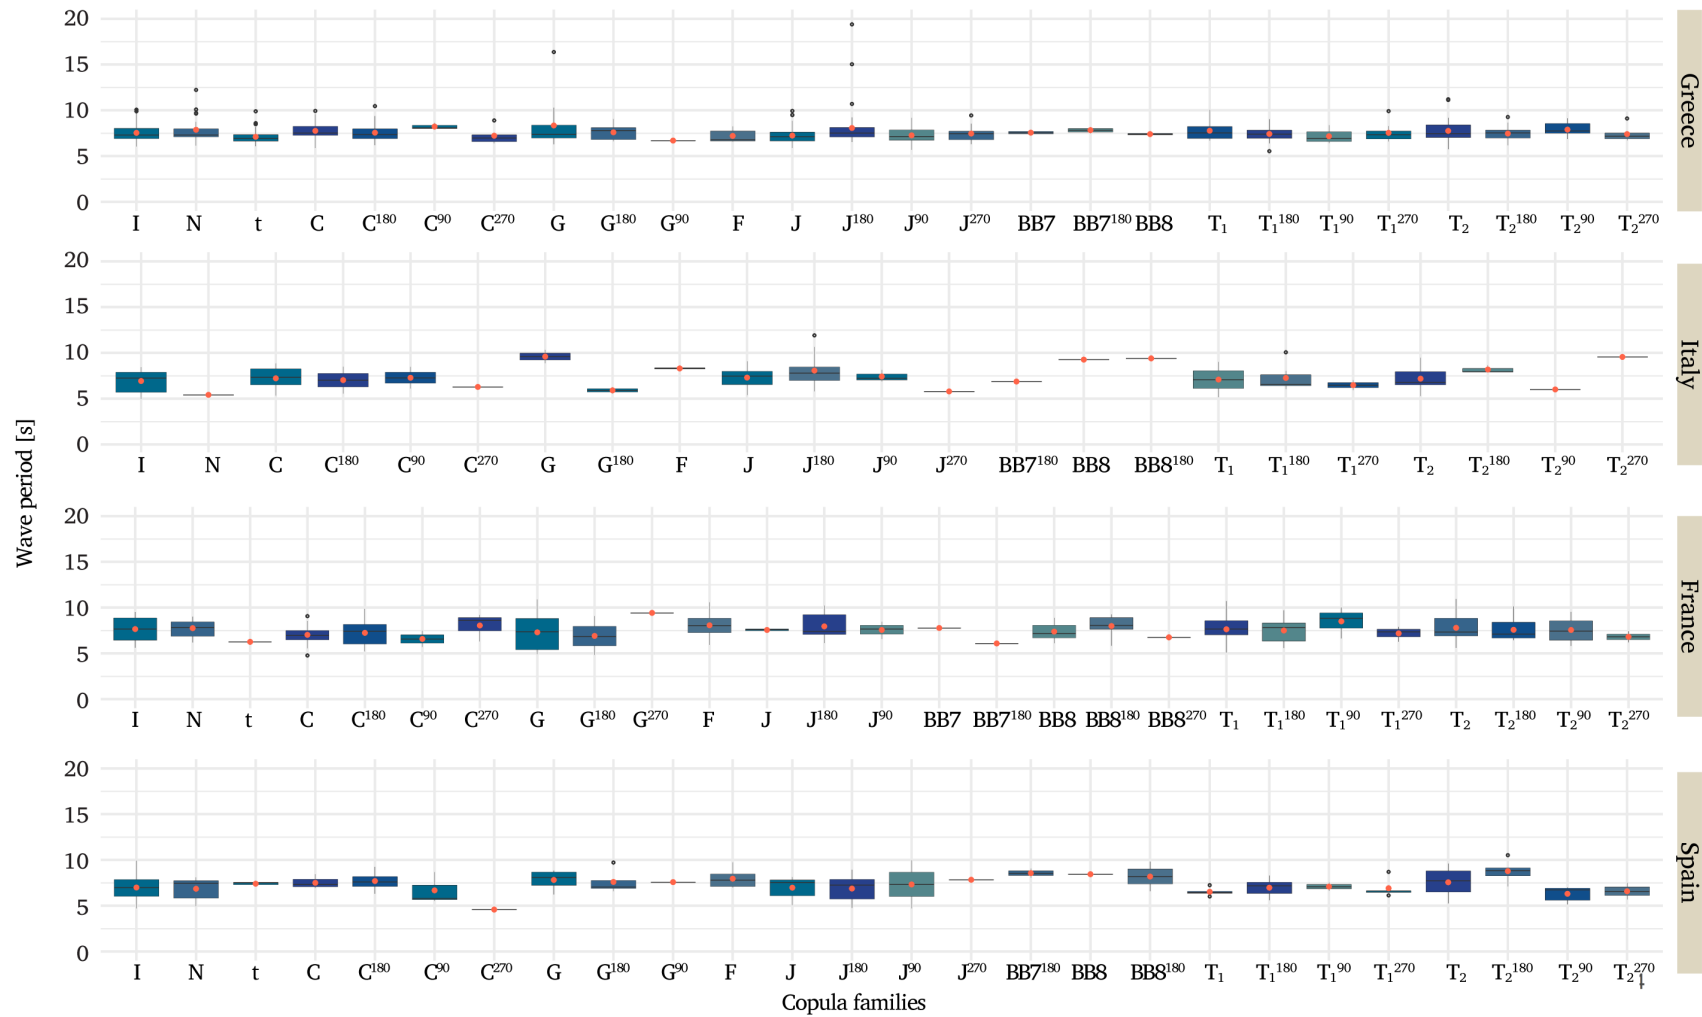 20
15
10
5
0
I N t C C¹⁸⁰ C⁹⁰ C²⁷⁰ G G¹⁸⁰ G⁹⁰ F J J¹⁸⁰ J⁹⁰ J²⁷⁰ BB7 BB7¹⁸⁰ BB8 T₁ T₁¹⁸⁰ T₁⁹⁰ T₁²⁷⁰ T₂ T₂¹⁸⁰ T₂⁹⁰ T₂²⁷⁰
Greece
20
15
10
5
0
I N C C¹⁸⁰ C⁹⁰ C²⁷⁰ G G¹⁸⁰ F J J¹⁸⁰ J⁹⁰ J²⁷⁰ BB7¹⁸⁰ BB8 BB8¹⁸⁰ T₁ T₁¹⁸⁰ T₁²⁷⁰ T₂ T₂¹⁸⁰ T₂⁹⁰ T₂²⁷⁰
Italy
Wave period [s]
20
15
10
5
0
I N t C C¹⁸⁰ C⁹⁰ C²⁷⁰ G G¹⁸⁰ G²⁷⁰ F J J¹⁸⁰ J⁹⁰ BB7 BB7¹⁸⁰ BB8 BB8¹⁸⁰ BB8²⁷⁰ T₁ T₁¹⁸⁰ T₁⁹⁰ T₁²⁷⁰ T₂ T₂¹⁸⁰ T₂⁹⁰ T₂²⁷⁰
France
20
15
10
5
0
I N t C C¹⁸⁰ C⁹⁰ C²⁷⁰ G G¹⁸⁰ G⁹⁰ F J J¹⁸⁰ J⁹⁰ J²⁷⁰ BB7¹⁸⁰ BB8 BB8¹⁸⁰ T₁ T₁¹⁸⁰ T₁⁹⁰ T₁²⁷⁰ T₂ T₂¹⁸⁰ T₂⁹⁰ T₂²⁷⁰
Spain
Copula families